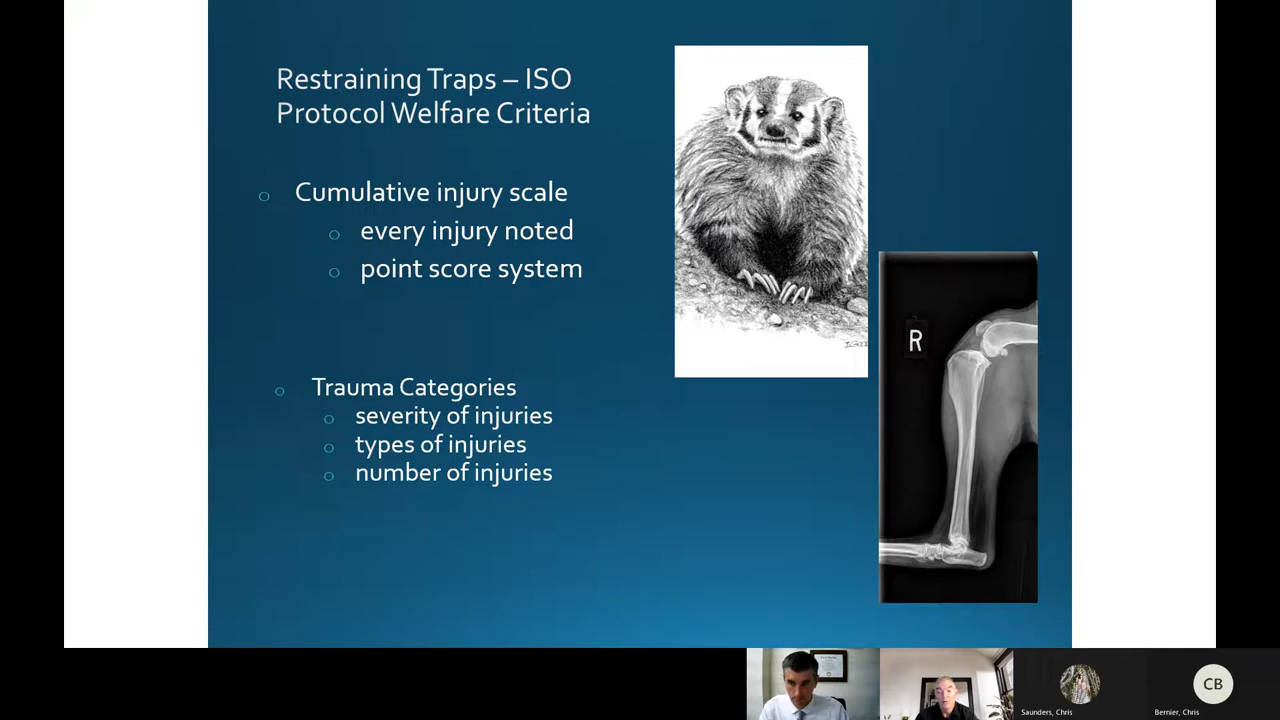 Restraining Traps – ISO
Protocol Welfare Criteria
Cumulative injury scale
every injury noted
point score system
Trauma Categories
severity of injuries
types of injuries
number of injuries
R
Saunders, Chris
CB
Bernier, Chris